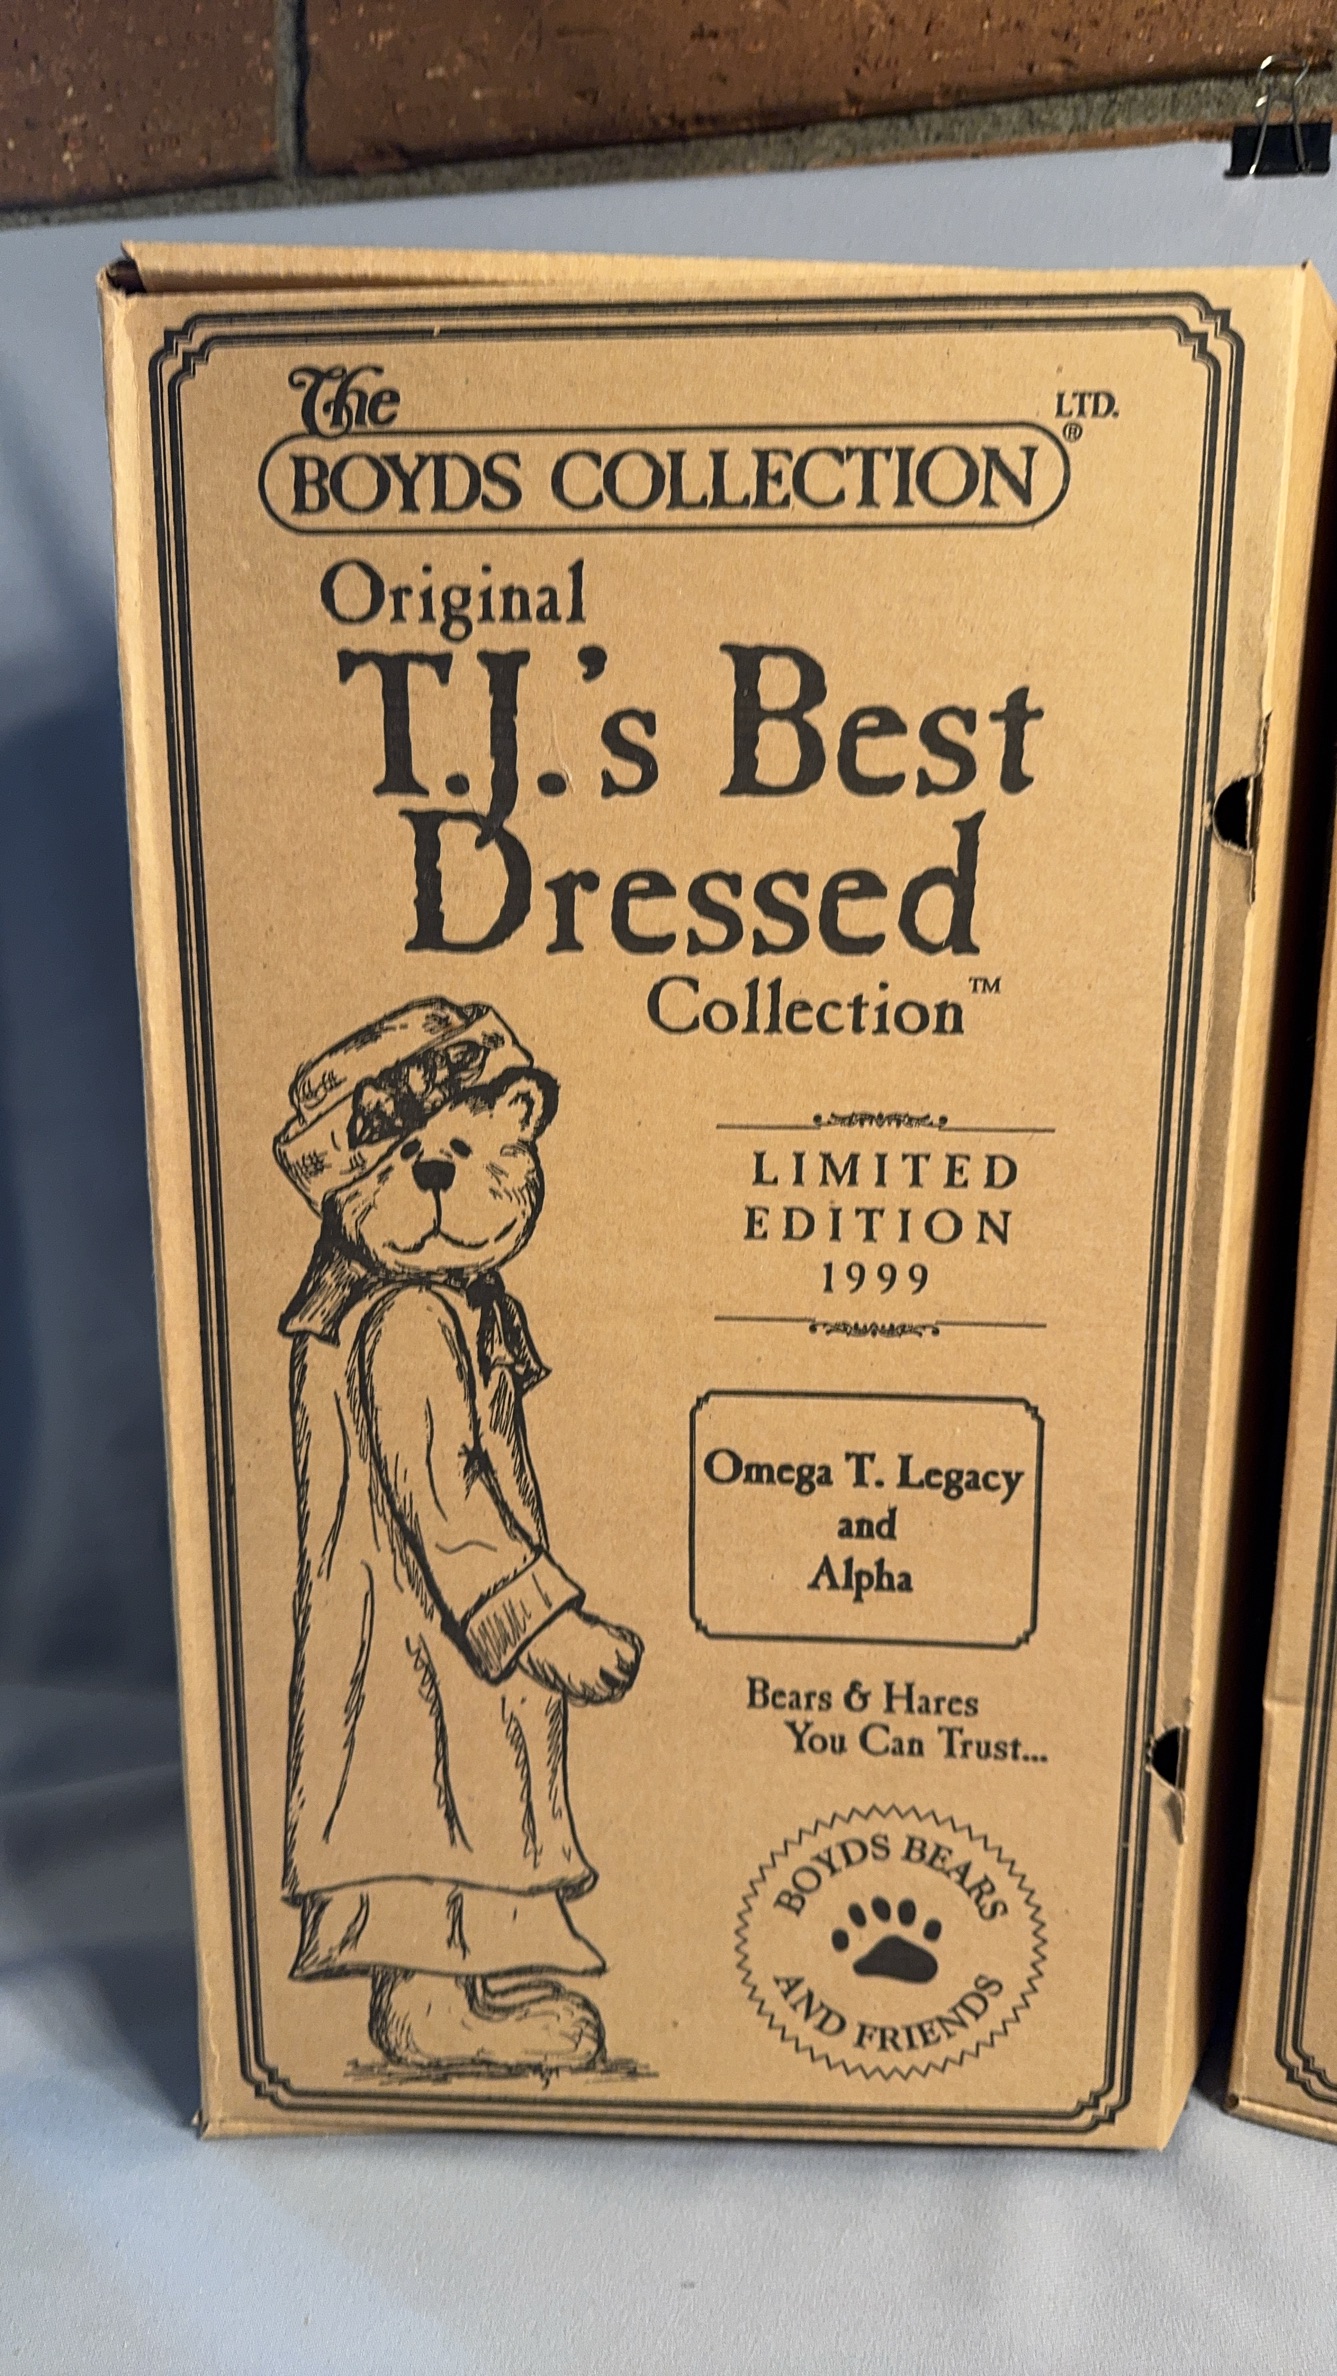 The
LTD.
®
BOYDS COLLECTION
Original
T.J.'s Best
Dressed
Collection™
LIMITED
EDITION
1999
Omega T. Legacy
and
Alpha
Bears & Hares
You Can Trust...
BOYDS BEARS
AND FRIENDS